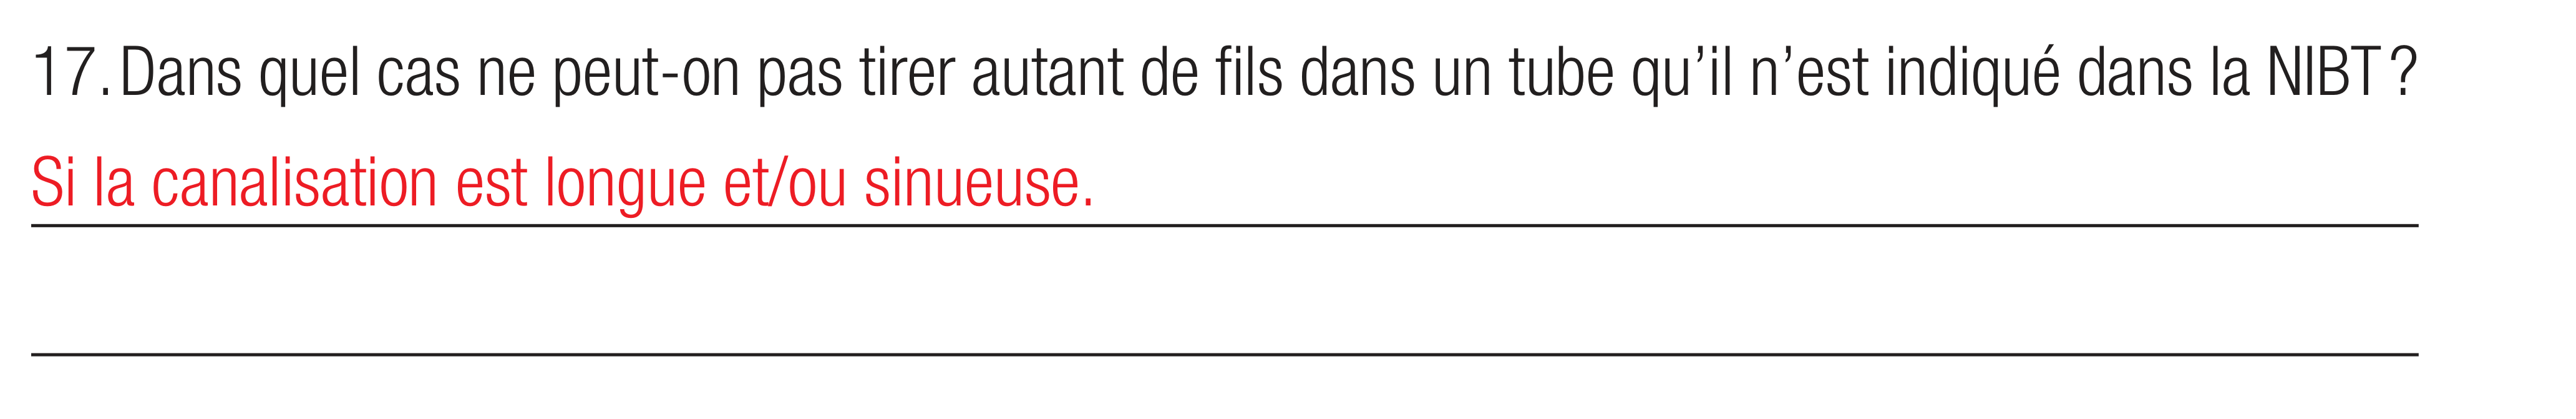 17. Dans quel cas ne peut-on pas tirer autant de fils dans un tube qu’il n’est indiqué dans la NIBT ?
Si la canalisation est longue et/ou sinueuse.